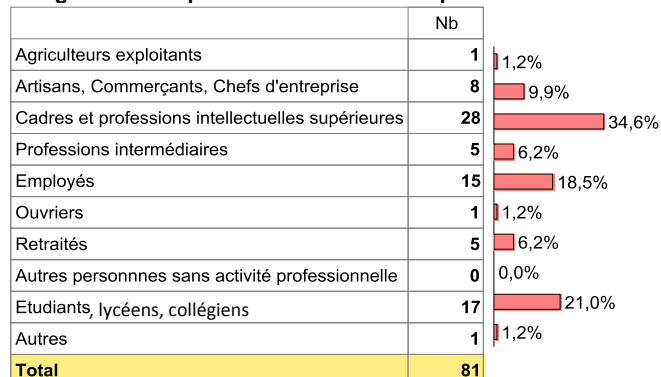 Nb
Agriculteurs exploitants 1 1,2%
Artisans, Commerçants, Chefs d'entreprise 8 9,9%
Cadres et professions intellectuelles supérieures 28 34,6%
Professions intermédiaires 5 6,2%
Employés 15 18,5%
Ouvriers 1 1,2%
Retraités 5 6,2%
Autres personnnes sans activité professionnelle 0 0,0%
Etudiants, lycéens, collégiens 17 21,0%
Autres 1 1,2%
Total 81